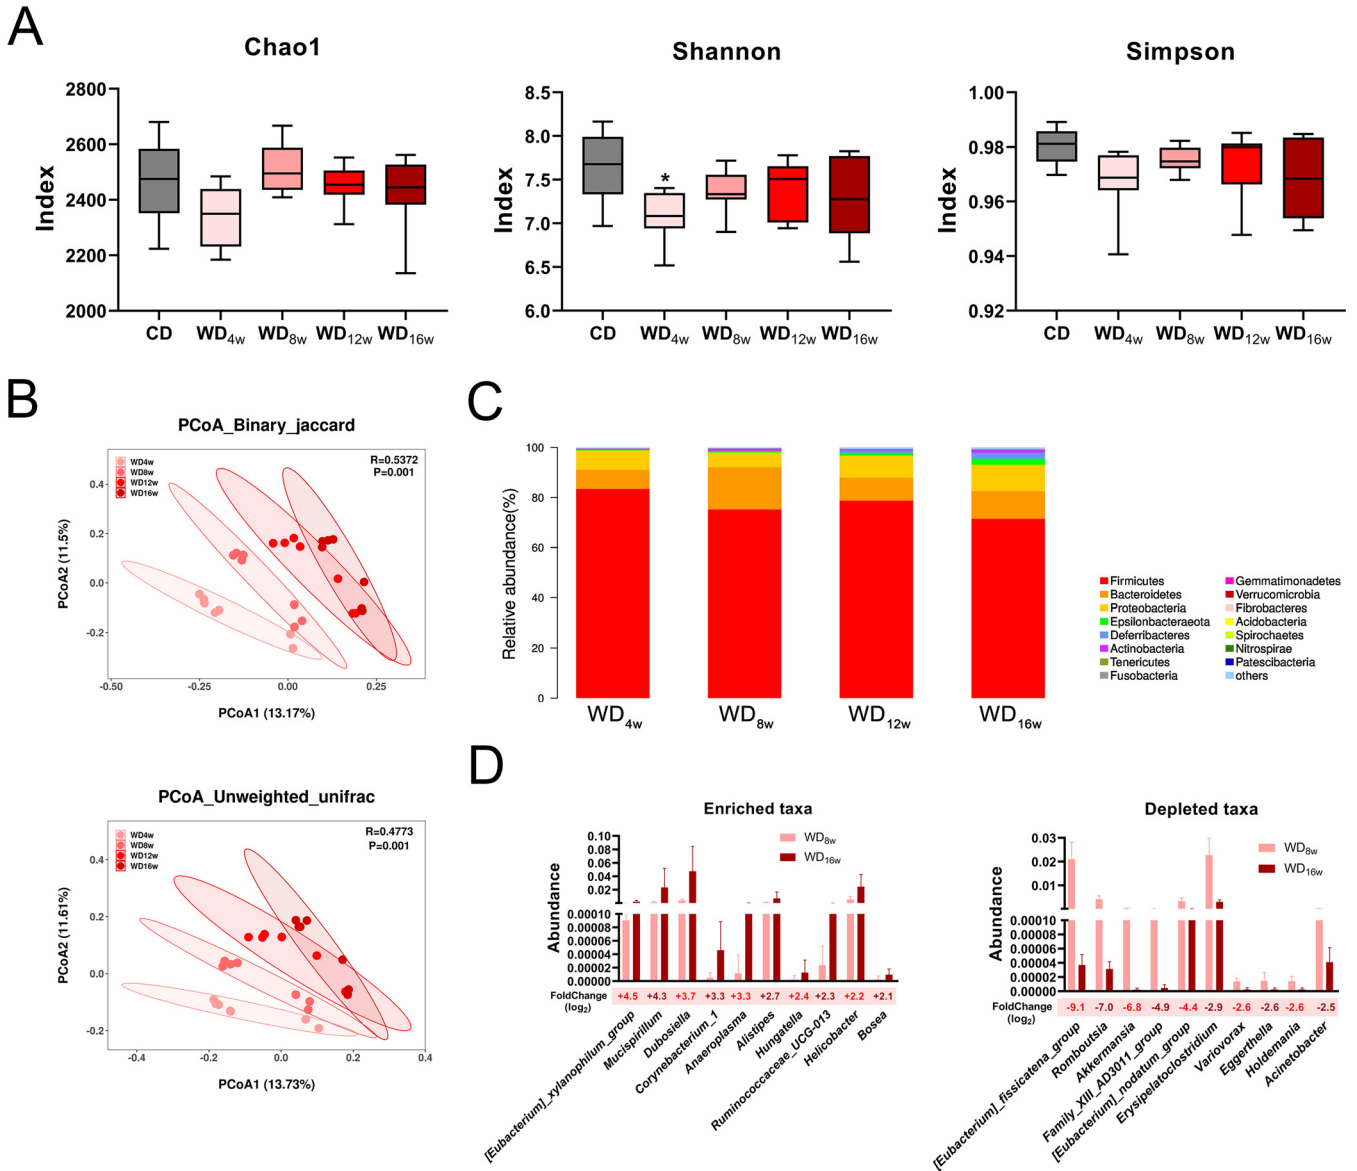 A
Chao1
Index
2800
2600
2400
2200
2000
CD WD4w WD8w WD12w WD16w
Shannon
Index
8.5
8.0
7.5
7.0
6.5
6.0
*
CD WD4w WD8w WD12w WD16w
Simpson
Index
1.00
0.98
0.96
0.94
0.92
CD WD4w WD8w WD12w WD16w
B
PCoA_Binary_jaccard
WD4w
WD8w
WD12w
WD16w
R=0.5372
P=0.001
PCoA2 (11.5%)
0.4
0.2
0.0
-0.2
-0.50 -0.25 0.00 0.25
PCoA1 (13.17%)
PCoA_Unweighted_unifrac
WD4w
WD8w
WD12w
WD16w
R=0.4773
P=0.001
PCoA2 (11.61%)
0.4
0.2
0.0
-0.2
-0.4 -0.2 0.0 0.2 0.4
PCoA1 (13.73%)
C
Relative abundance(%)
100
80
60
40
20
0
WD4w WD8w WD12w WD16w
Firmicutes
Bacteroidetes
Proteobacteria
Epsilonbacteraeota
Deferribacteres
Actinobacteria
Tenericutes
Fusobacteria
Gemmatimonadetes
Verrucomicrobia
Fibrobacteres
Acidobacteria
Spirochaetes
Nitrospirae
Patescibacteria
others
D
Enriched taxa
WD8w
WD16w
Abundance
0.10
0.08
0.06
0.04
0.02
0.00010
0.00008
0.00006
0.00004
0.00002
0.00000
FoldChange
(log2)
+4.5 +4.3 +3.7 +3.3 +3.3 +2.7 +2.4 +2.3 +2.2 +2.1
[Eubacterium]_xylanophilum_group
Mucispirillum
Dubosiella
Corynebacterium_1
Anaeroplasma
Alistipes
Hungatella
Ruminococcaceae_UCG-013
Helicobacter
Bosea
Depleted taxa
WD8w
WD16w
Abundance
0.03
0.02
0.01
0.00010
0.00008
0.00006
0.00004
0.00002
0.00000
FoldChange
(log2)
-9.1 -7.0 -6.8 -4.9 -4.4 -2.9 -2.6 -2.6 -2.6 -2.5
[Eubacterium]_fissicatena_group
Romboutsia
Akkermansia
Family_XIII_AD3011_group
[Eubacterium]_nodatum_group
Erysipelatoclostridium
Variovorax
Eggerthella
Holdemania
Acinetobacter